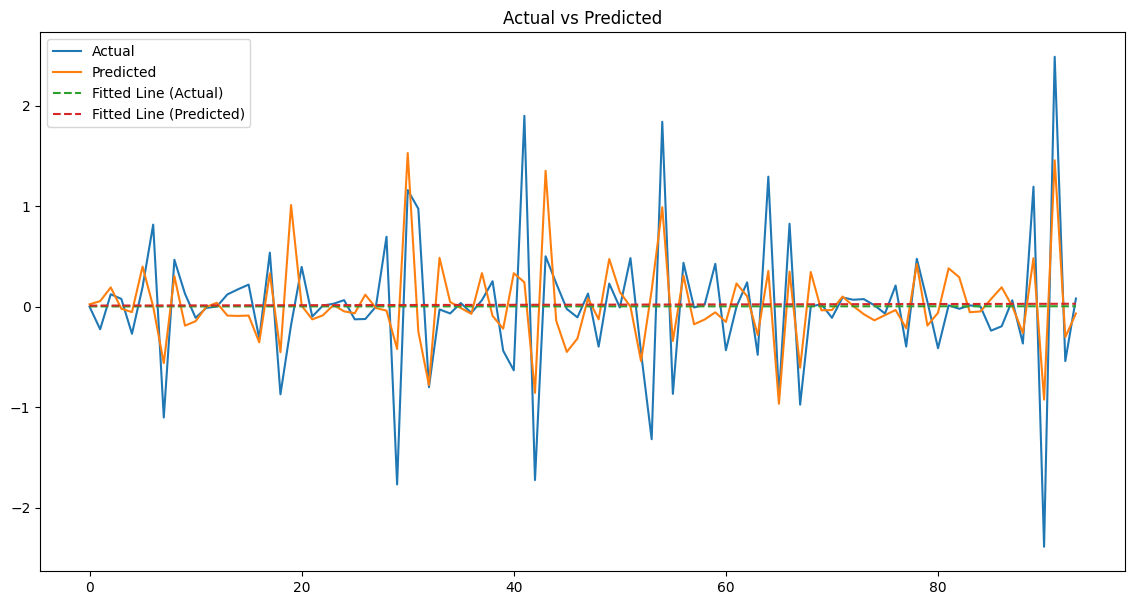 Actual vs Predicted
Actual
Predicted
Fitted Line (Actual)
Fitted Line (Predicted)
2
1
0
−1
−2
0
20
40
60
80